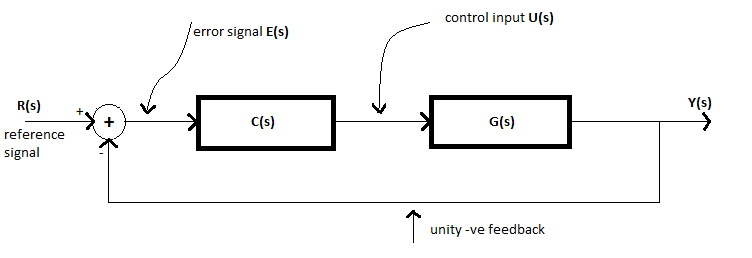 control input U(s)
error signal E(s)
R(s)
+
+
C(s)
G(s)
Y(s)
reference
signal
-
unity -ve feedback